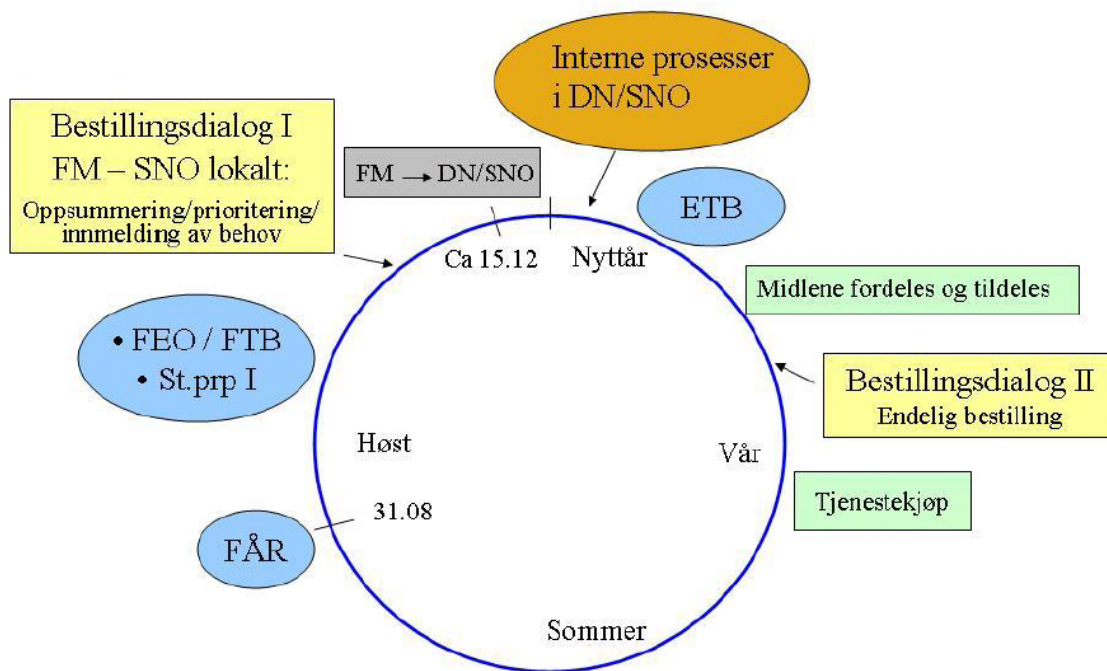 Interne prosesser
i DN/SNO
Bestillingsdialog I
FM – SNO lokalt:
Oppsummering/prioritering/
innmelding av behov
FM → DN/SNO
ETB
Ca 15.12
Nyttår
Midlene fordeles og tildeles
• FEO / FTB
• St.prp I
Bestillingsdialog II
Endelig bestilling
Høst
Vår
Tjenestekjøp
31.08
FÅR
Sommer